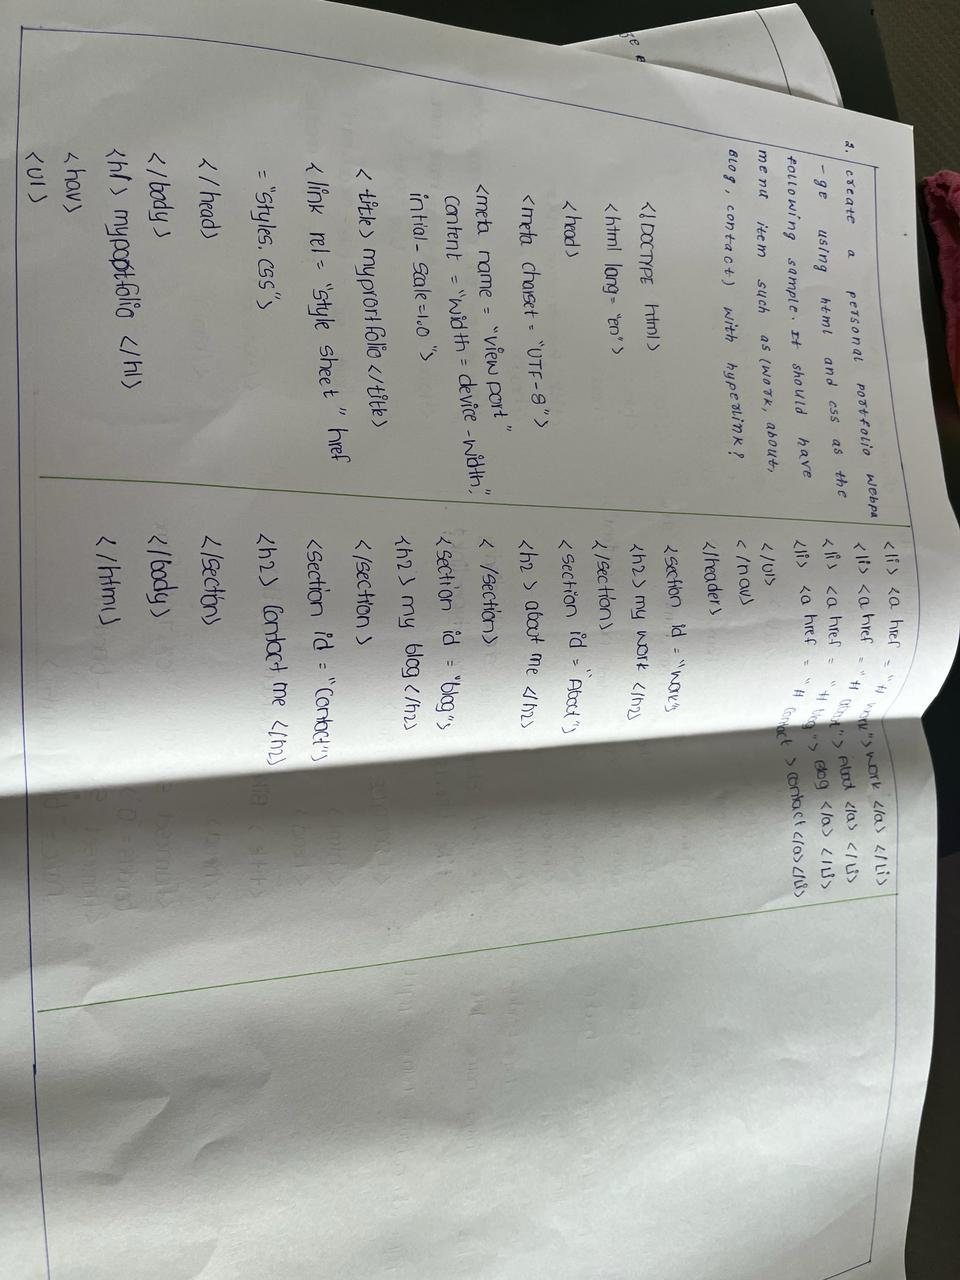 2. create a personal portfolio webpa
- ge using html and css as the
following sample. It should have
menu item such as (work, about,
Blog, contact) with hyperlink?
<!DOCTYPE html>
<html lang = "en">
<head>
<meta charset = "UTF-8">
<meta name = "view port"
Content = "width = device - width,"
intial - scale=1.0 ">
<title> myprortfolio </title>
<link rel = "style sheet" href
= "styles. css">
</head>
</body>
<h1> mypoptfolio </h1>
<hav>
<ul>
<li> <a href = "# work"> work </a> </li>
<li> <a href = "# about"> About </a> </li>
<li> <a href = "# blog"> Blog </a> </li>
<li> <a href = "# contact > contact </a> </li>
</ul>
</nav>
</header>
<section id = "work">
<h2> my work </h2>
</section>
<section id = "About">
<h2> about me </h2>
</section>
<section id = "blog">
<h2> my blog </h2>
</section>
<section id = "Contact">
<h2> Contact me </h2>
</section>
</body>
</html>